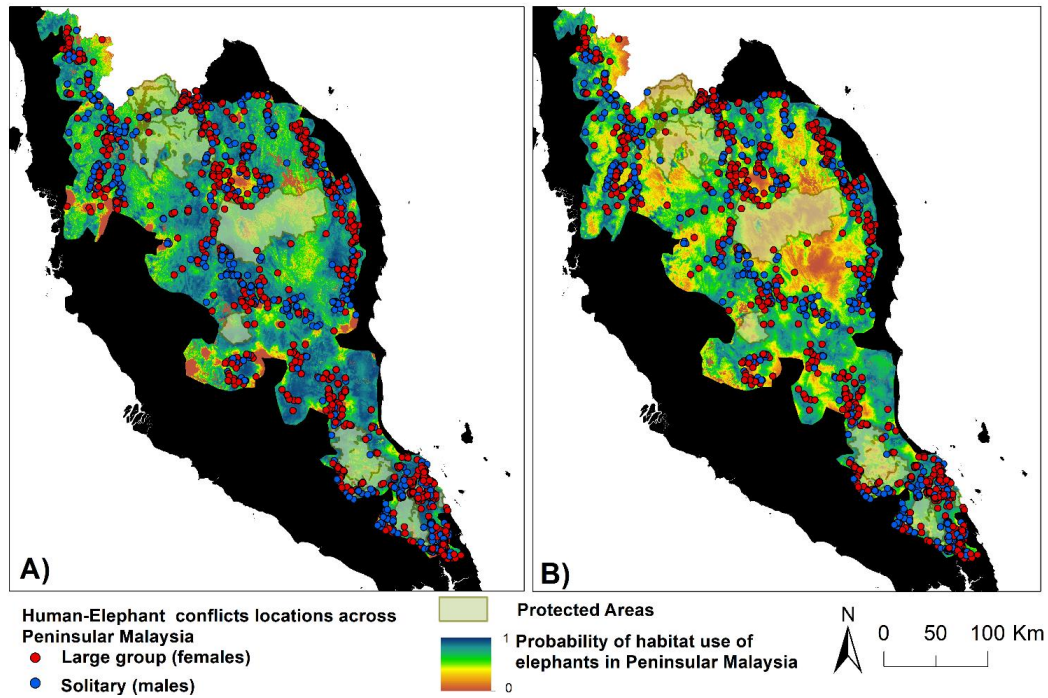 A)
B)
Human-Elephant conflicts locations across
Peninsular Malaysia
Large group (females)
Solitary (males)
Protected Areas
1
Probability of habitat use of
elephants in Peninsular Malaysia
0
N
0 50 100 Km